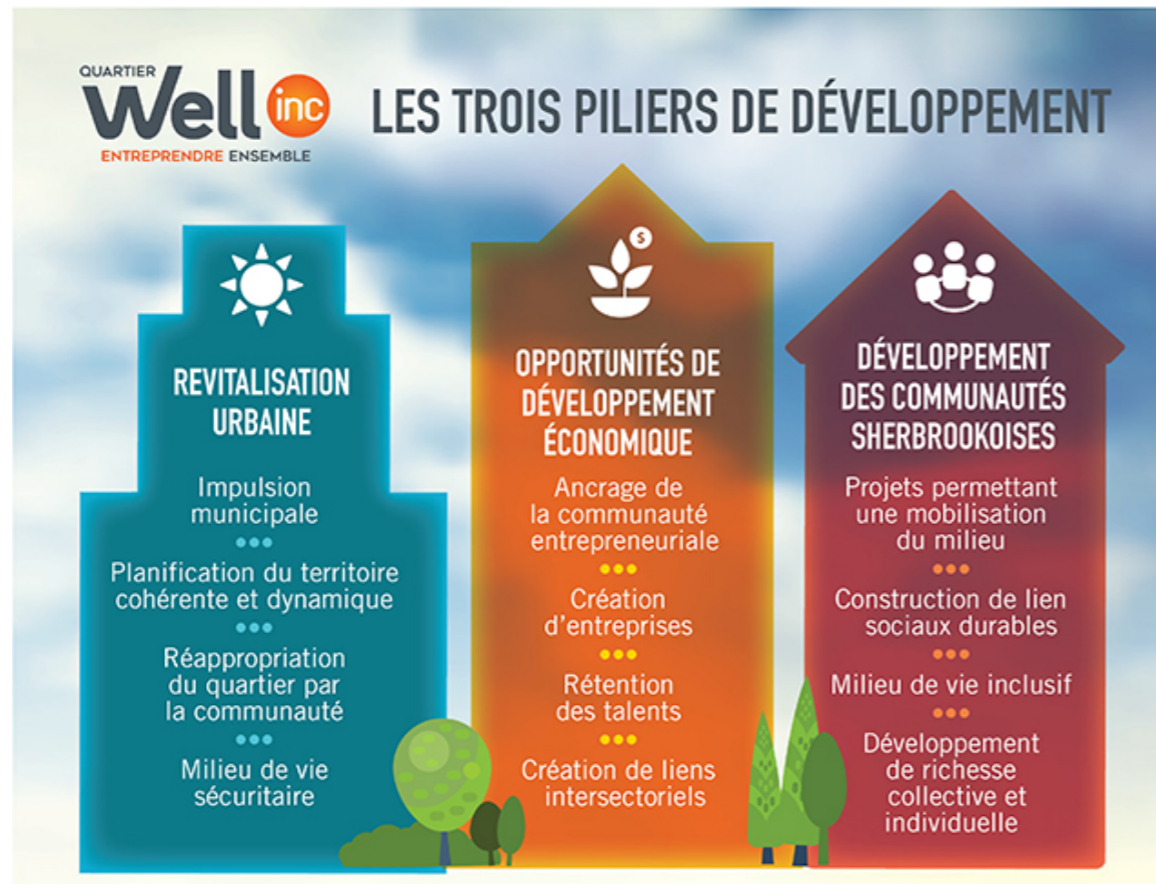 QUARTIER
Well inc
ENTREPRENDRE ENSEMBLE
LES TROIS PILIERS DE DÉVELOPPEMENT
REVITALISATION
URBAINE
Impulsion
municipale
Planification du territoire
cohérente et dynamique
Réappropriation
du quartier par
la communauté
Milieu de vie
sécuritaire
$
OPPORTUNITÉS DE
DÉVELOPPEMENT
ÉCONOMIQUE
Ancrage de
la communauté
entrepreneuriale
Création
d'entreprises
Rétention
des talents
Création de liens
intersectoriels
DÉVELOPPEMENT
DES COMMUNAUTÉS
SHERBROOKOISES
Projets permettant
une mobilisation
du milieu
Construction de lien
sociaux durables
Milieu de vie inclusif
Développement
de richesse
collective et
individuelle